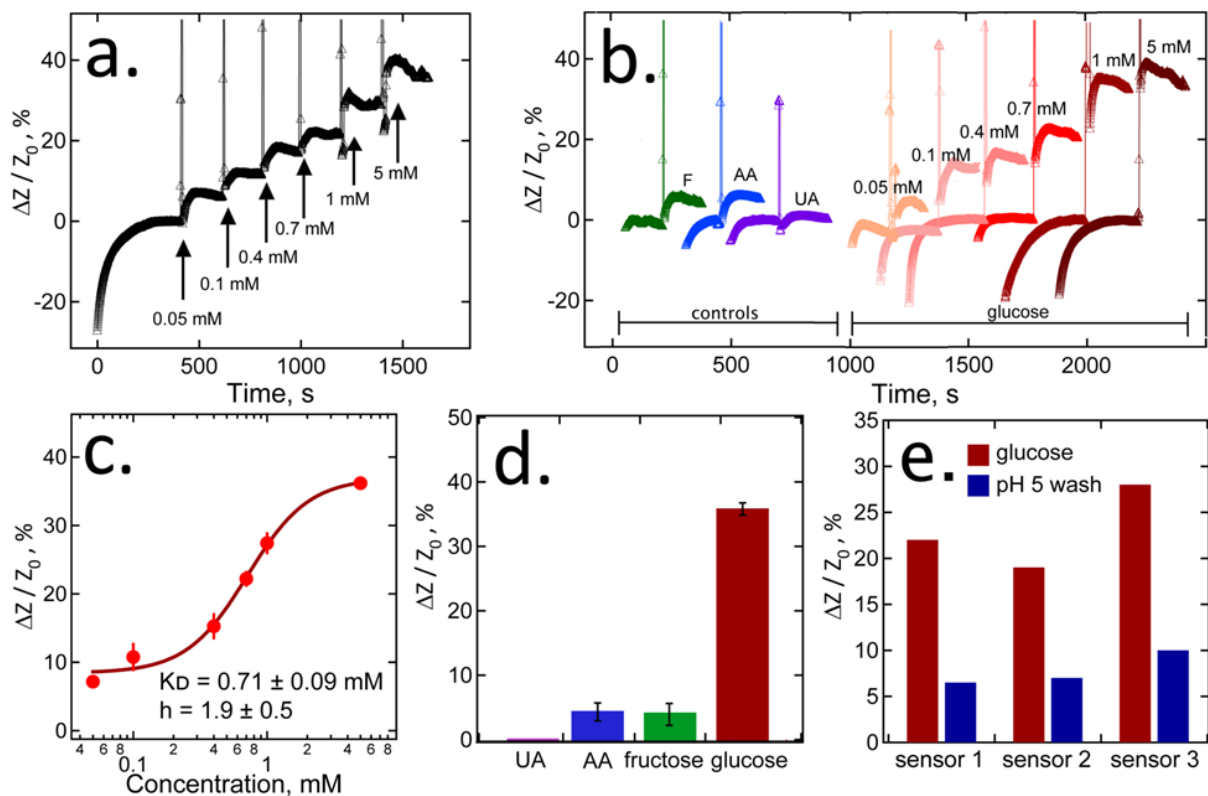 a.
ΔZ / Z0 , %
40
20
0
-20
0.05 mM
0.1 mM
0.4 mM
0.7 mM
1 mM
5 mM
0
500
1000
1500
Time, s
b.
ΔZ / Z0 , %
40
20
0
-20
F
AA
UA
0.05 mM
0.1 mM
0.4 mM
0.7 mM
1 mM
5 mM
controls
glucose
0
500
1000
1500
2000
Time, s
c.
ΔZ / Z0 , %
40
30
20
10
0
KD = 0.71 ± 0.09 mM
h = 1.9 ± 0.5
4 6 8 0.1 2 4 6 8 1 2 4 6 8
Concentration, mM
d.
ΔZ / Z0 , %
50
40
30
20
10
0
UA
AA
fructose
glucose
e.
ΔZ / Z0 , %
35
30
25
20
15
10
5
0
glucose
pH 5 wash
sensor 1
sensor 2
sensor 3